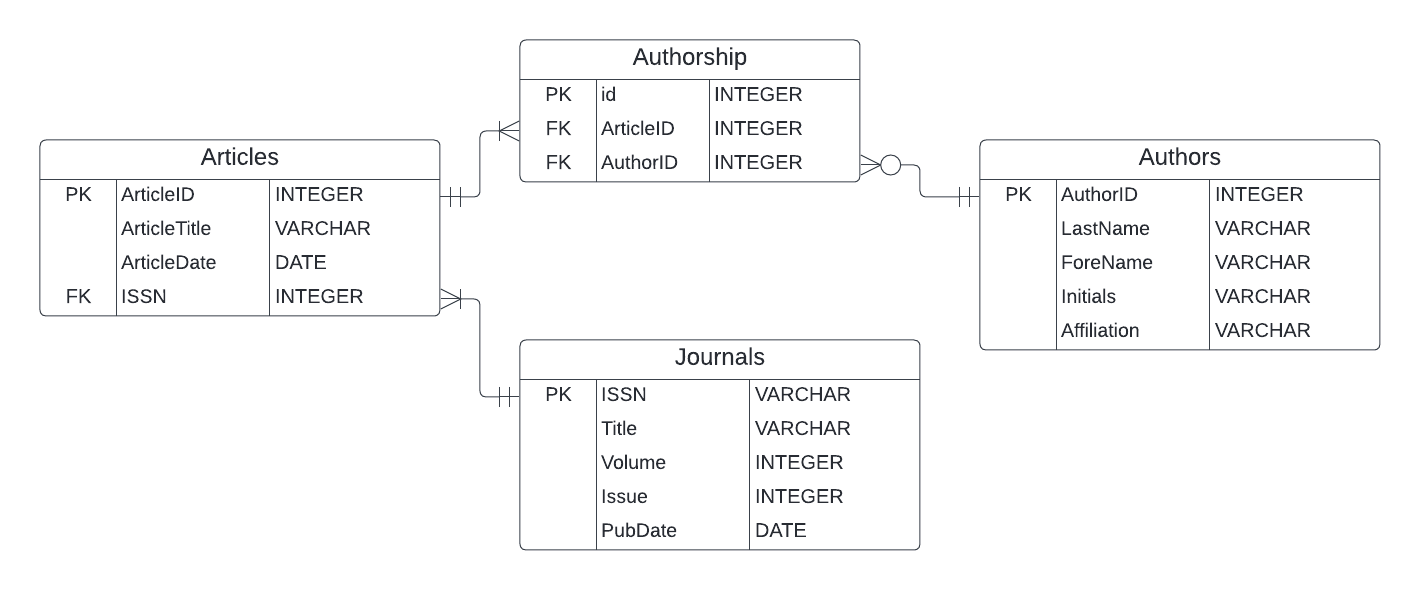 Authorship
PK id INTEGER
FK ArticleID INTEGER
FK AuthorID INTEGER
Articles
PK ArticleID INTEGER
ArticleTitle VARCHAR
ArticleDate DATE
FK ISSN INTEGER
Authors
PK AuthorID INTEGER
LastName VARCHAR
ForeName VARCHAR
Initials VARCHAR
Affiliation VARCHAR
Journals
PK ISSN VARCHAR
Title VARCHAR
Volume INTEGER
Issue INTEGER
PubDate DATE